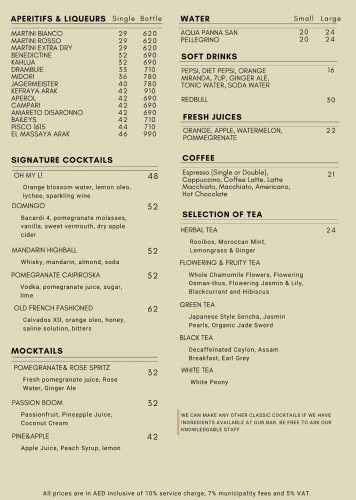 APERITIFS & LIQUEURS Single Bottle
MARTINI BIANCO 29 620
MARTINI ROSSO 29 620
MARTINI EXTRA DRY 29 620
BENEDICTINE 32 690
KAHLUA 32 690
DRAMBUIE 33 710
MIDORI 36 780
JAGERMEISTER 40 780
KEFRAYA ARAK 41 910
APEROL 42 690
CAMPARI 42 690
AMARETO DISARONNO 42 690
BAILEYS 42 710
PISCO 1615 44 710
EL MASSAYA ARAK 46 990
SIGNATURE COCKTAILS
OH MY L! 48
Orange blossom water, lemon oleo,
lychee, sparkling wine
DOMINGO 52
Bacardi 4, pomegranate molasses,
vanilla, sweet vermouth, dry apple
cider
MANDARIN HIGHBALL 52
Whisky, mandarin, almond, soda
POMEGRANATE CAIPIROSKA 52
Vodka, pomegranate juice, sugar,
lime
OLD FRENCH FASHIONED 62
Calvados XO, orange oleo, honey,
saline solution, bitters
MOCKTAILS
POMEGRANATE& ROSE SPRITZ 32
Fresh pomegranate juice, Rose
Water, Ginger Ale
PASSION BOOM 32
Passionfruit, Pineapple Juice,
Coconut Cream
PINE&APPLE 42
Apple Juice, Peach Syrup, lemon
WATER Small Large
AQUA PANNA SAN 20 24
PELLEGRINO 20 24
SOFT DRINKS
PEPSI, DIET PEPSI, ORANGE 16
MIRANDA, 7UP, GINGER ALE,
TONIC WATER, SODA WATER
REDBULL 30
FRESH JUICES
ORANGE, APPLE, WATERMELON, 22
POMMEGRENATE
COFFEE
Espresso (Single or Double), 21
Cappuccino, Coffee Latte, Latte
Macchiato, Macchiato, Americano,
Hot Chocolate
SELECTION OF TEA
HERBAL TEA 24
Rooibos, Moroccan Mint,
Lemongrass & Ginger
FLOWERING & FRUITY TEA
Whole Chamomile Flowers, Flowering
Osman-thus, Flowering Jasmin & Lily,
Blackcurrant and Hibiscus
GREEN TEA
Japanese Style Sencha, Jasmin
Pearls, Organic Jade Sword
BLACK TEA
Decaffeinated Ceylon, Assam
Breakfast, Earl Grey
WHITE TEA
White Peony
WE CAN MAKE ANY OTHER CLASSIC COCKTAILS IF WE HAVE
INGREDIENTS AVAILABLE AT OUR BAR. BE FREE TO ASK OUR
KNOWLEDGABLE STAFF
All prices are in AED inclusive of 10% service charge, 7% municipality fees and 5% VAT.